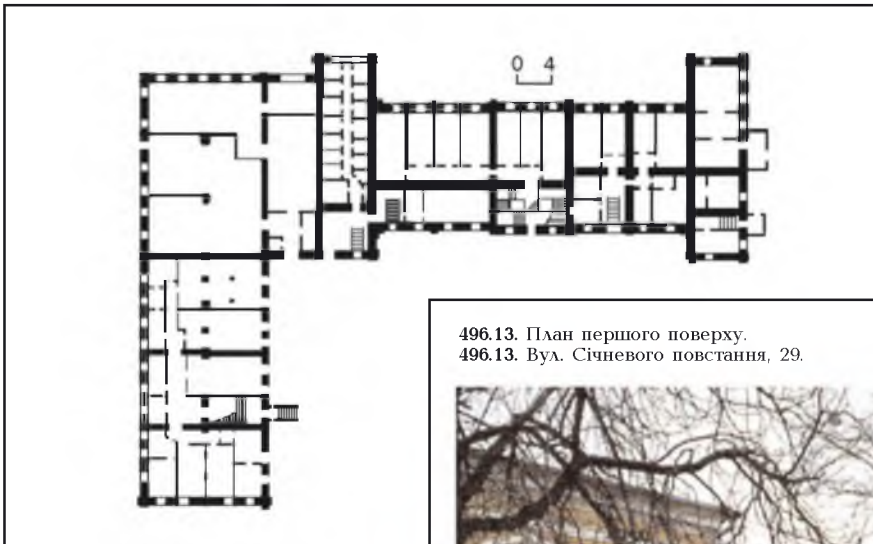 0 4
496.13. План першого поверху.
496.13. Вул. Січневого повстання, 29.